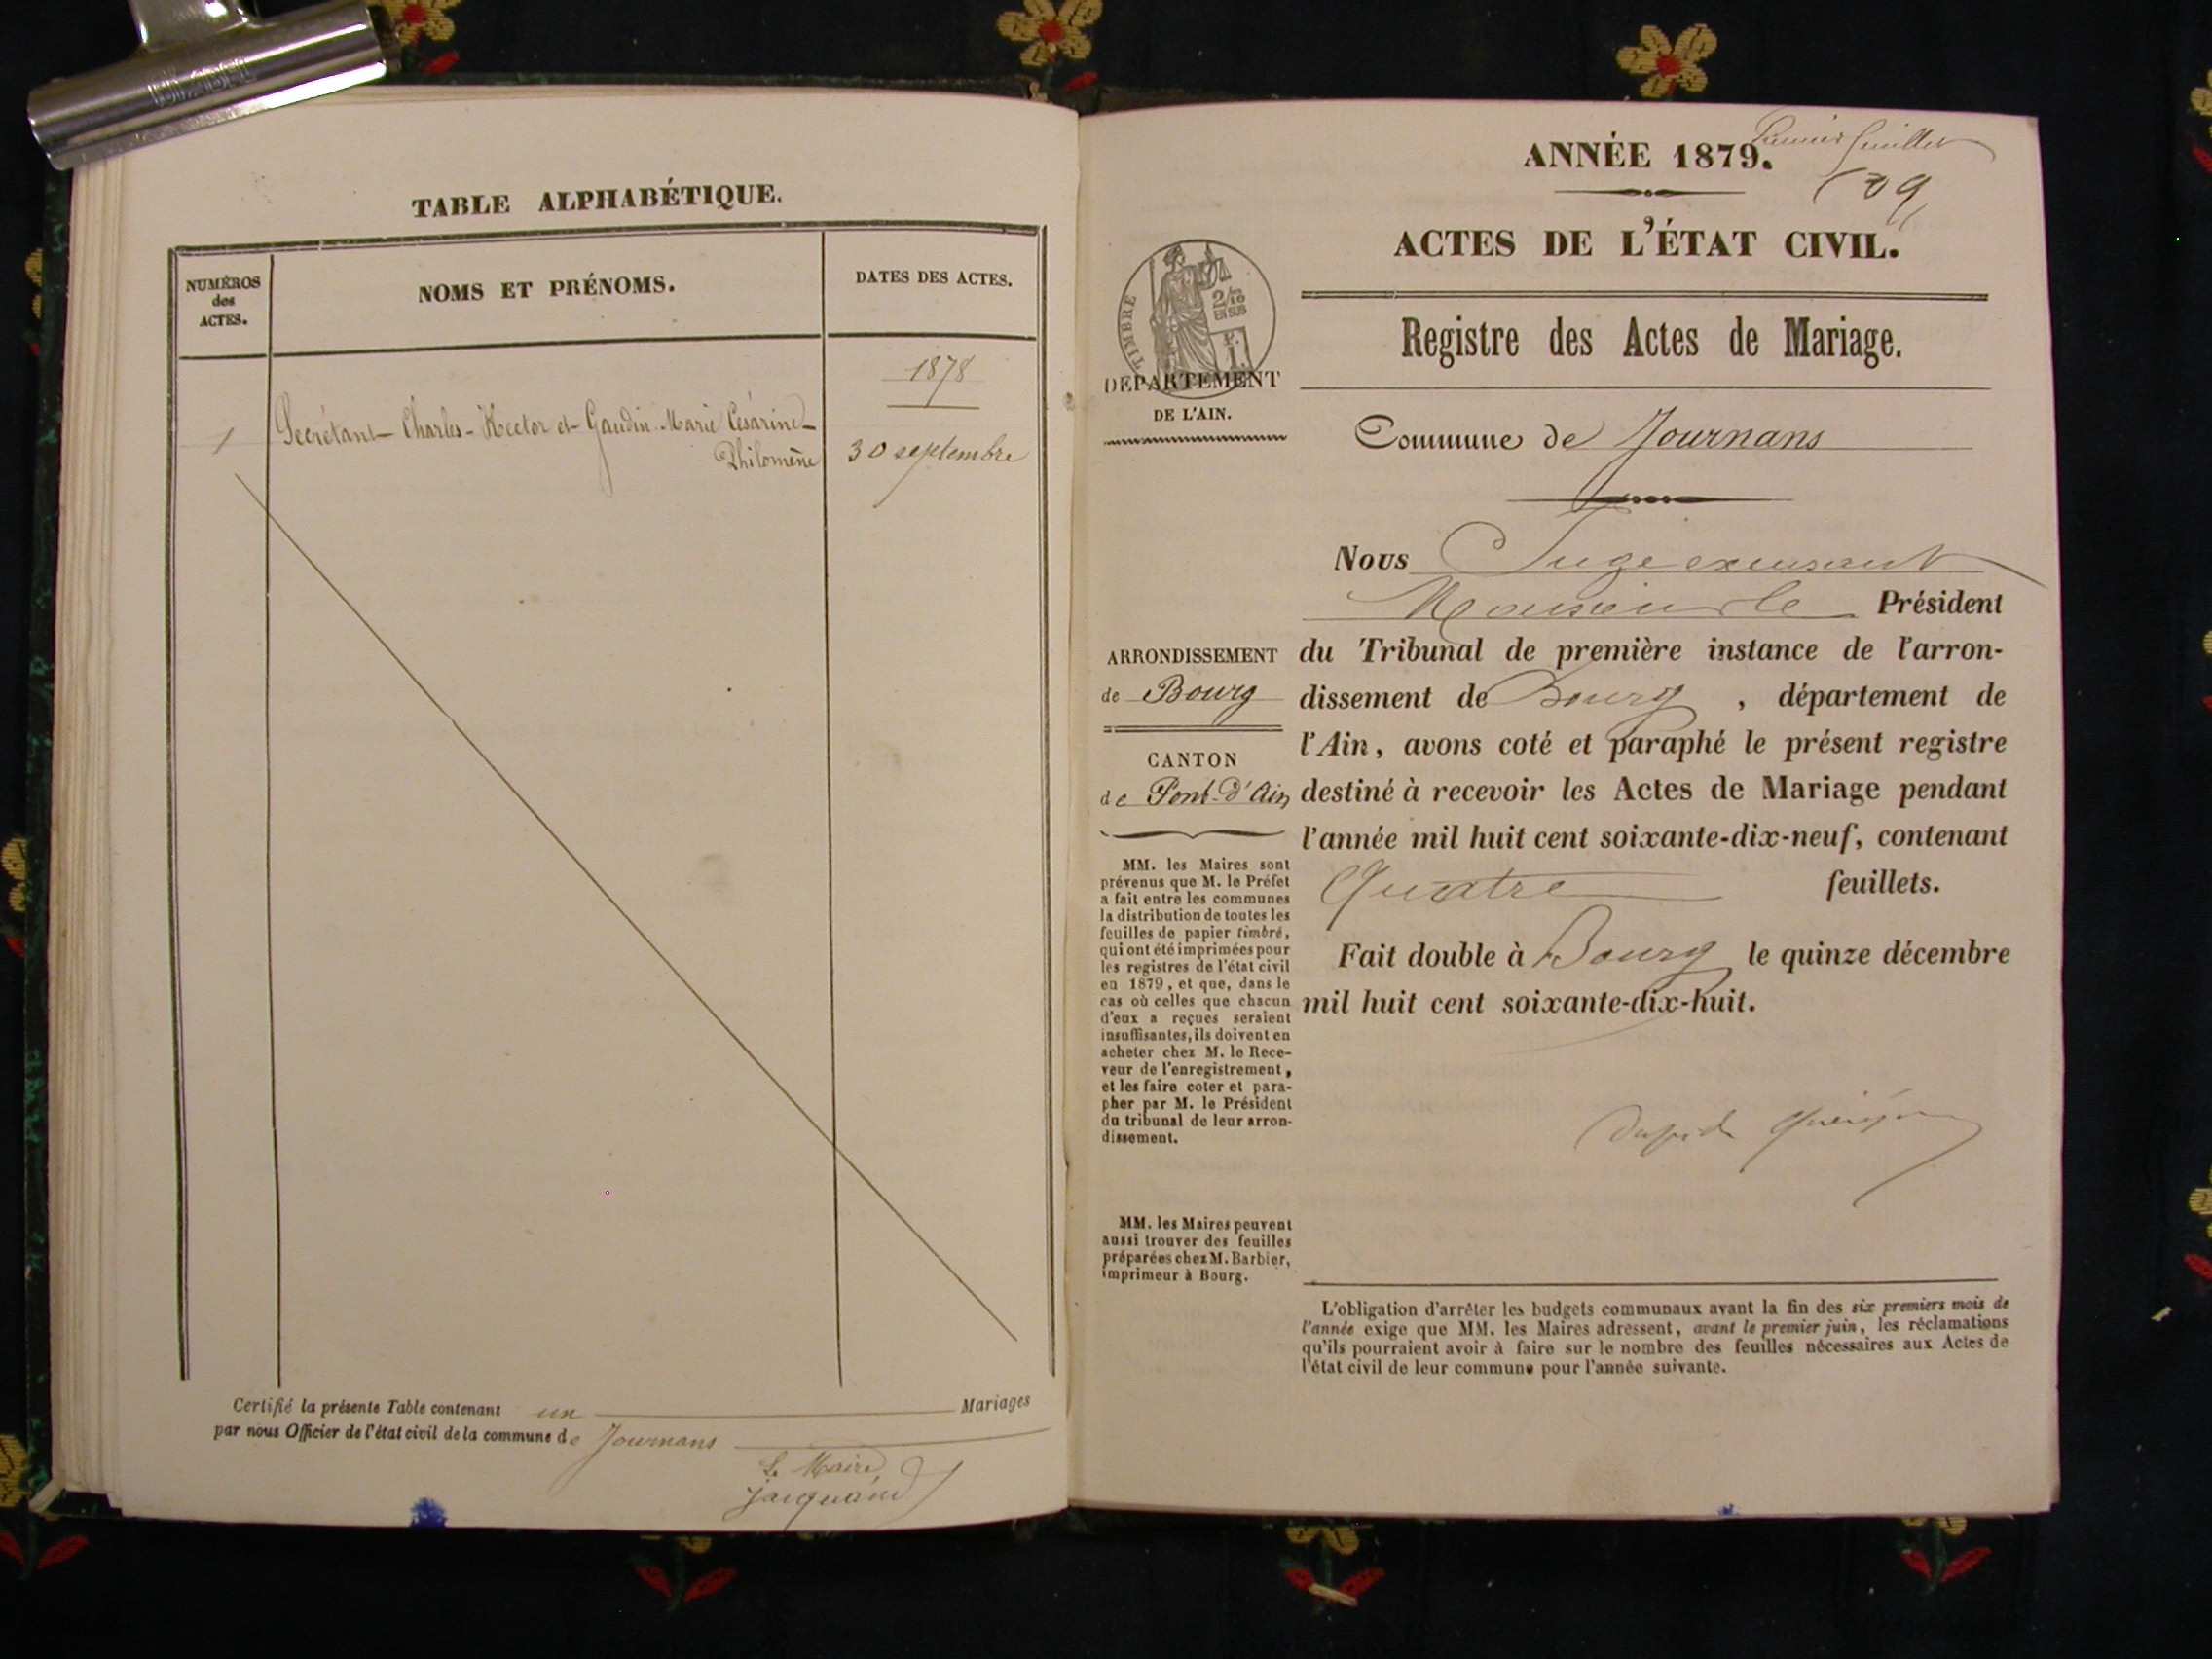 TABLE ALPHABÉTIQUE.
NUMÉROS
des
ACTES.
NOMS ET PRÉNOMS.
DATES DES ACTES.
1878
1 Secrétant Charles-Hector et Gaudin Marie Césarine
Philomène 30 septembre
Certifié la présente Table contenant un Mariages
par nous Officier de l'état civil de la commune de Journans
Le Maire
ANNÉE 1879.
Premier feuillet
ACTES DE L'ÉTAT CIVIL.
Registre des Actes de Mariage.
TIMBRE
2/10
EN SUS
DÉPARTEMENT
DE L'AIN.
Commune de Journans
Nous Juge
Monsieur le Président
du Tribunal de première instance de l'arron-
dissement de Bourg, département de
l'Ain, avons coté et paraphé le présent registre
destiné à recevoir les Actes de Mariage pendant
l'année mil huit cent soixante-dix-neuf, contenant
Quatre feuillets.
Fait double à Bourg le quinze décembre
mil huit cent soixante-dix-huit.
ARRONDISSEMENT
de Bourg
CANTON
de Pont-d'Ain
MM. les Maires sont
prévenus que M. le Préfet
a fait entre les communes
la distribution de toutes les
feuilles de papier timbré,
qui ont été imprimées pour
les registres de l'état civil
en 1879, et que, dans le
cas où celles que chacun
d'eux a reçues seraient
insuffisantes, ils doivent en
acheter chez M. le Rece-
veur de l'enregistrement,
et les faire coter et para-
pher par M. le Président
du tribunal de leur arron-
dissement.
MM. les Maires peuvent
aussi trouver des feuilles
préparées chez M. Barbier,
imprimeur à Bourg.
L'obligation d'arrêter les budgets communaux avant la fin des six premiers mois de
l'année exige que MM. les Maires adressent, avant le premier juin, les réclamations
qu'ils pourraient avoir à faire sur le nombre des feuilles nécessaires aux Actes de
l'état civil de leur commune pour l'année suivante.